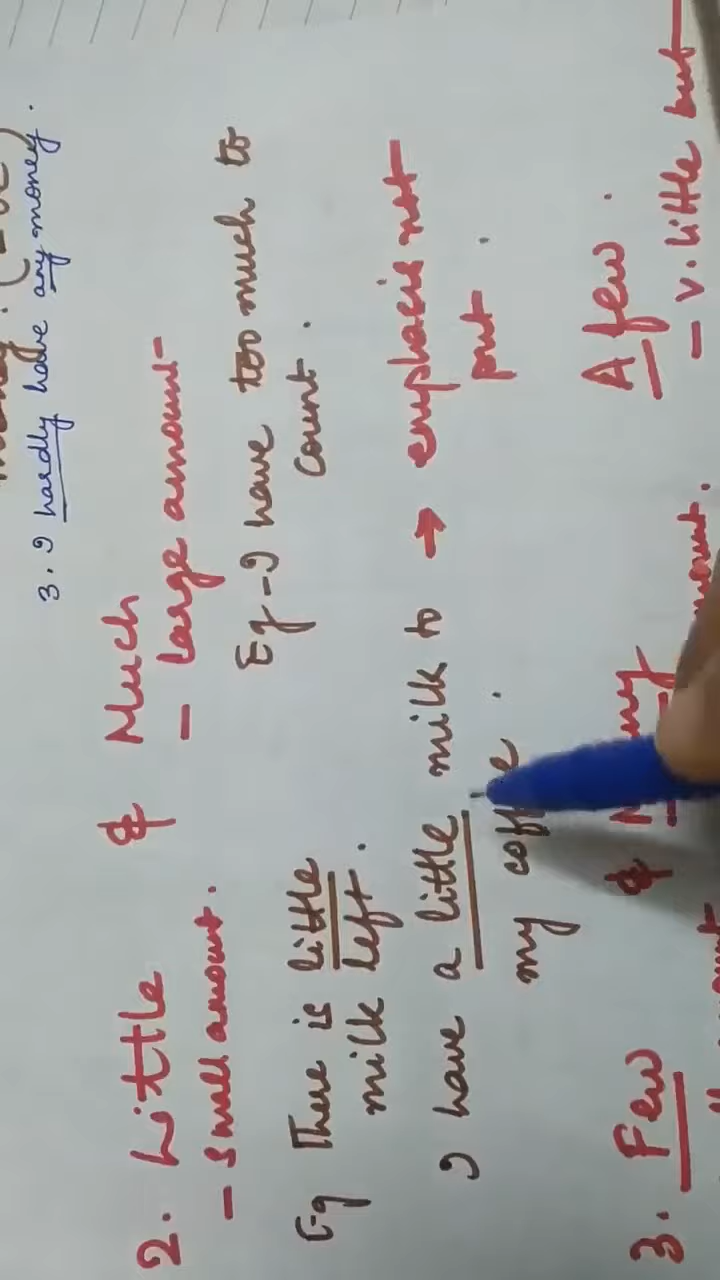 3. I hardly have any money.
2. Little & Much
- Small amount. - Large amount
Eg There is little milk left.
Eg - I have too much to count.
I have a little milk to my coffee. → emphasis not put.
3. Few & Many A few.
- v. little but